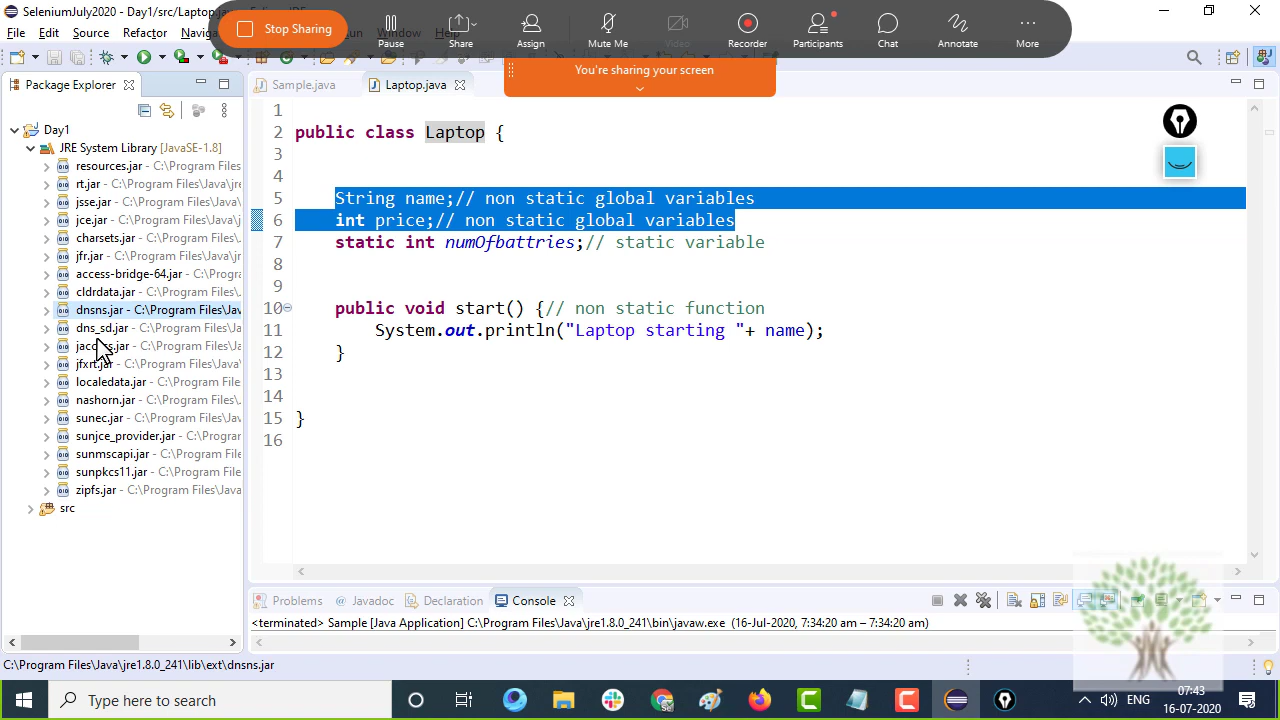 SeleniumJuly2020 - Day1/src/Laptop.java
Stop Sharing
Pause
Share
Assign
Mute Me
Video
Recorder
Participants
Chat
Annotate
More
File Edit Source Refactor
You're sharing your screen
Package Explorer
Sample.java
Laptop.java
Day1
JRE System Library [JavaSE-1.8]
resources.jar - C:\Program Files
rt.jar - C:\Program Files\Java\jre
jsse.jar - C:\Program Files\Java
jce.jar - C:\Program Files\Java\
charsets.jar - C:\Program Files
jfr.jar - C:\Program Files\Java
access-bridge-64.jar - C:\Prog
cldrdata.jar - C:\Program Files
dnsns.jar - C:\Program Files\Jav
dns_sd.jar - C:\Program Files
.jar - C:\Program Files
jfxrt.jar - C:\Program Files\Java
localedata.jar - C:\Program File
nashorn.jar - C:\Program Files\.
sunec.jar - C:\Program Files\Jav
sunjce_provider.jar - C:\Prograr
sunmscapi.jar - C:\Program File
sunpkcs11.jar - C:\Program Files
zipfs.jar - C:\Program Files\Java
src
1
2 public class Laptop {
3
4
5 String name;// non static global variables
6 int price;// non static global variables
7 static int numOfbattries;// static variable
8
9
10 public void start() {// non static function
11 System.out.println("Laptop starting "+ name);
12 }
13
14
15 }
16
Problems @ Javadoc Declaration Console
<terminated> Sample [Java Application] C:\Program Files\Java\jre1.8.0_241\bin\javaw.exe (16-Jul-2020, 7:34:20 am – 7:34:20 am)
C:\Program Files\Java\jre1.8.0_241\lib\ext\dnsns.jar
Type here to search
ENG
07:43
16-07-2020